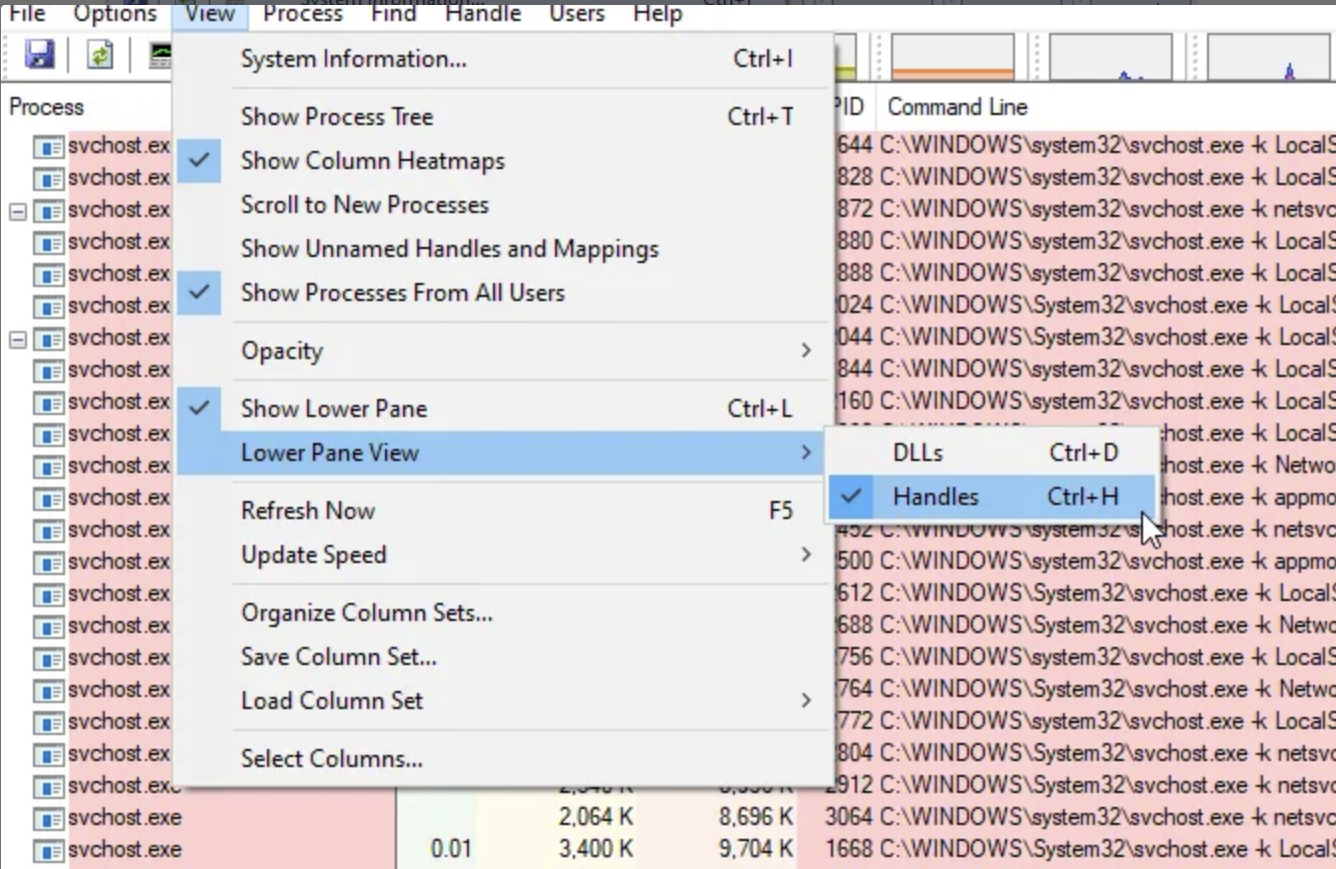 File Options View Process Find Handle Users Help
System Information... Ctrl+I
Process PID Command Line
Show Process Tree Ctrl+T
Show Column Heatmaps
Scroll to New Processes
Show Unnamed Handles and Mappings
Show Processes From All Users
Opacity
Show Lower Pane Ctrl+L
Lower Pane View
DLLs Ctrl+D
Handles Ctrl+H
Refresh Now F5
Update Speed
Organize Column Sets...
Save Column Set...
Load Column Set
Select Columns...
svchost.ex 644 C:\WINDOWS\system32\svchost.exe -k LocalS
svchost.ex 828 C:\WINDOWS\system32\svchost.exe -k LocalS
svchost.ex 872 C:\WINDOWS\system32\svchost.exe -k netsvc
svchost.ex 880 C:\WINDOWS\system32\svchost.exe -k LocalS
svchost.ex 888 C:\WINDOWS\system32\svchost.exe -k LocalS
svchost.ex 024 C:\WINDOWS\System32\svchost.exe -k LocalS
svchost.ex 044 C:\WINDOWS\System32\svchost.exe -k LocalS
svchost.ex 844 C:\WINDOWS\system32\svchost.exe -k LocalS
svchost.ex 2160 C:\WINDOWS\system32\svchost.exe -k LocalS
svchost.ex host.exe -k LocalS
svchost.ex host.exe -k Netwo
svchost.ex host.exe -k appmo
svchost.ex 452 C:\WINDOWS\system32\svchost.exe -k netsvc
svchost.ex 2500 C:\WINDOWS\system32\svchost.exe -k appmo
svchost.ex 2612 C:\WINDOWS\System32\svchost.exe -k LocalS
svchost.ex 2688 C:\WINDOWS\System32\svchost.exe -k Netwo
svchost.ex 2756 C:\WINDOWS\system32\svchost.exe -k LocalS
svchost.ex 2764 C:\WINDOWS\System32\svchost.exe -k Netwo
svchost.ex 2772 C:\WINDOWS\system32\svchost.exe -k LocalS
svchost.ex 2804 C:\WINDOWS\System32\svchost.exe -k netsvc
svchost.exe 2912 C:\WINDOWS\system32\svchost.exe -k netsvc
svchost.exe 2,064 K 8,696 K 3064 C:\WINDOWS\system32\svchost.exe -k netsvc
svchost.exe 0.01 3,400 K 9,704 K 1668 C:\WINDOWS\System32\svchost.exe -k LocalS